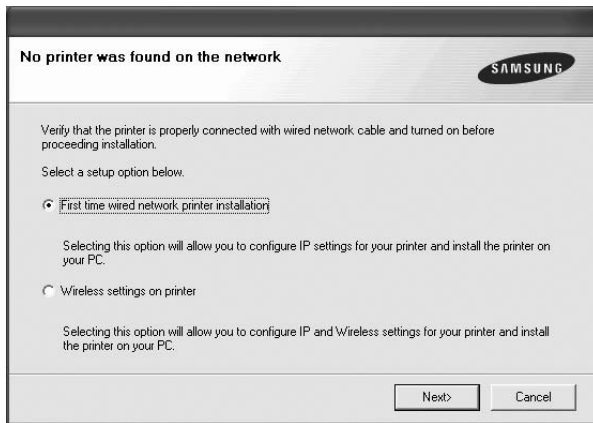 No printer was found on the network
SAMSUNG
Verify that the printer is properly connected with wired network cable and turned on before
proceeding installation.
Select a setup option below.
First time wired network printer installation
Selecting this option will allow you to configure IP settings for your printer and install the printer on
your PC.
Wireless settings on printer
Selecting this option will allow you to configure IP and Wireless settings for your printer and install
the printer on your PC.
Next>
Cancel